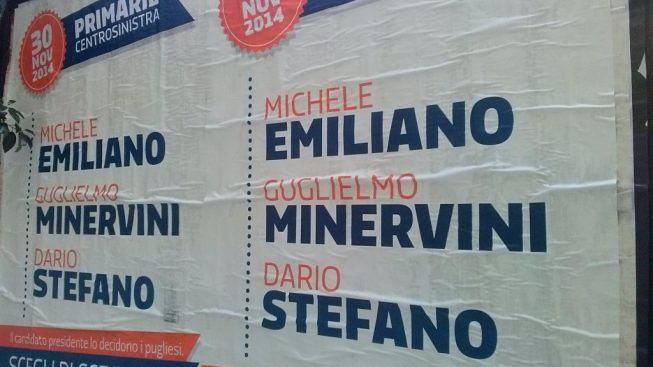 30
NOV
2014
PRIMARIE
CENTROSINISTRA
MICHELE
EMILIANO
GUGLIELMO
MINERVINI
DARIO
STEFANO
Il candidato presidente lo decidono i pugliesi.
NOV
2014
MICHELE
EMILIANO
GUGLIELMO
MINERVINI
DARIO
STEFANO